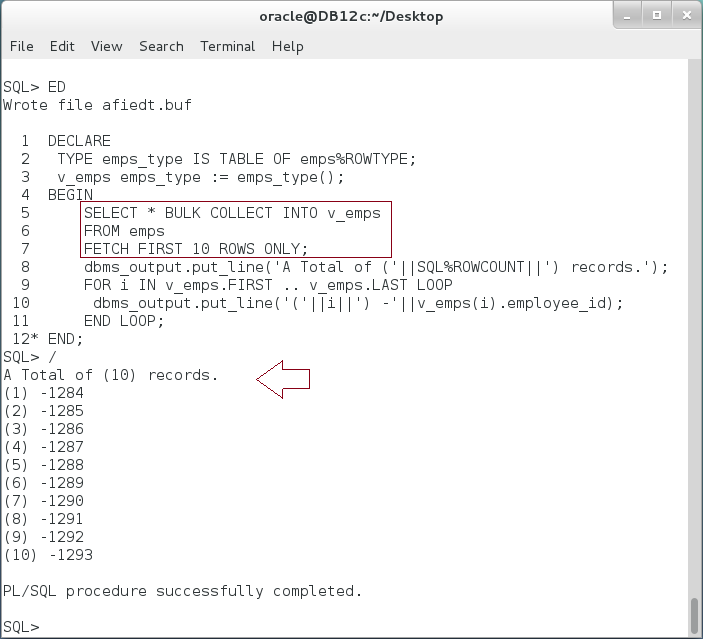 oracle@DB12c:~/Desktop
File Edit View Search Terminal Help
SQL> ED
Wrote file afiedt.buf
1 DECLARE
2 TYPE emps_type IS TABLE OF emps%ROWTYPE;
3 v_emps emps_type := emps_type();
4 BEGIN
5 SELECT * BULK COLLECT INTO v_emps
6 FROM emps
7 FETCH FIRST 10 ROWS ONLY;
8 dbms_output.put_line('A Total of ('||SQL%ROWCOUNT||') records.');
9 FOR i IN v_emps.FIRST .. v_emps.LAST LOOP
10 dbms_output.put_line('('||i||') -'||v_emps(i).employee_id);
11 END LOOP;
12* END;
SQL> /
A Total of (10) records.
(1) -1284
(2) -1285
(3) -1286
(4) -1287
(5) -1288
(6) -1289
(7) -1290
(8) -1291
(9) -1292
(10) -1293
PL/SQL procedure successfully completed.
SQL>